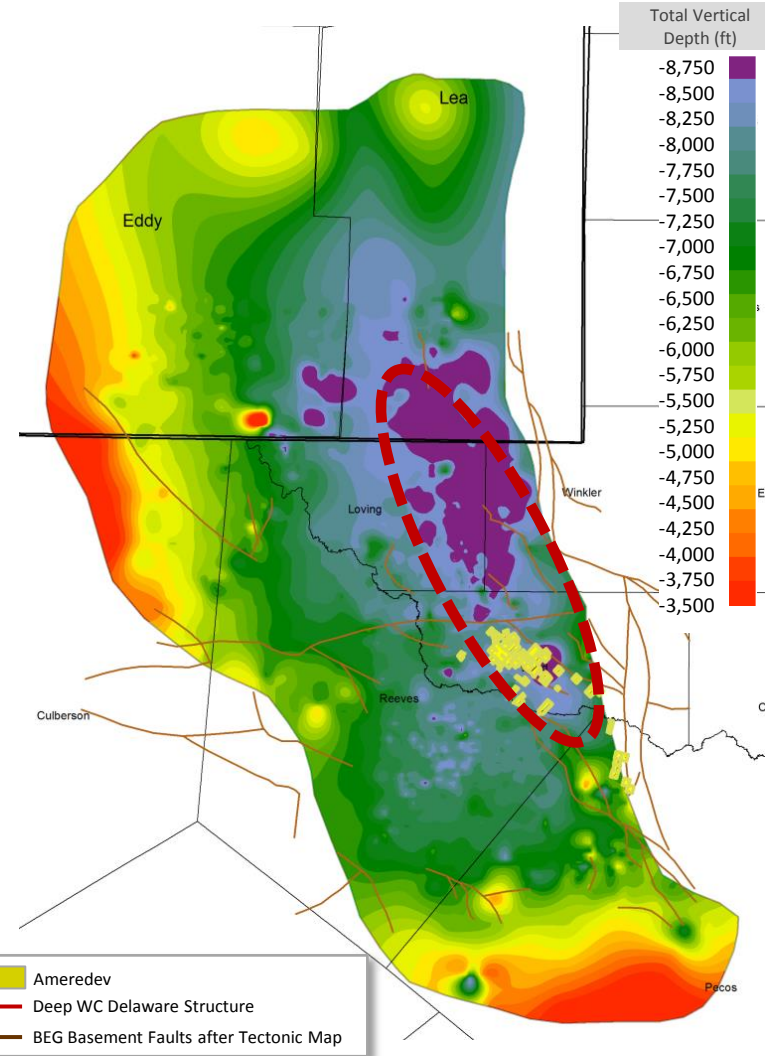 Total Vertical
Depth (ft)
-8,750
-8,500
-8,250
-8,000
-7,750
-7,500
-7,250
-7,000
-6,750
-6,500
-6,250
-6,000
-5,750
-5,500
-5,250
-5,000
-4,750
-4,500
-4,250
-4,000
-3,750
-3,500
Lea
Eddy
s
E
Winkler
Loving
Reeves
C
Culberson
Pecos
Ameredev
Deep WC Delaware Structure
BEG Basement Faults after Tectonic Map